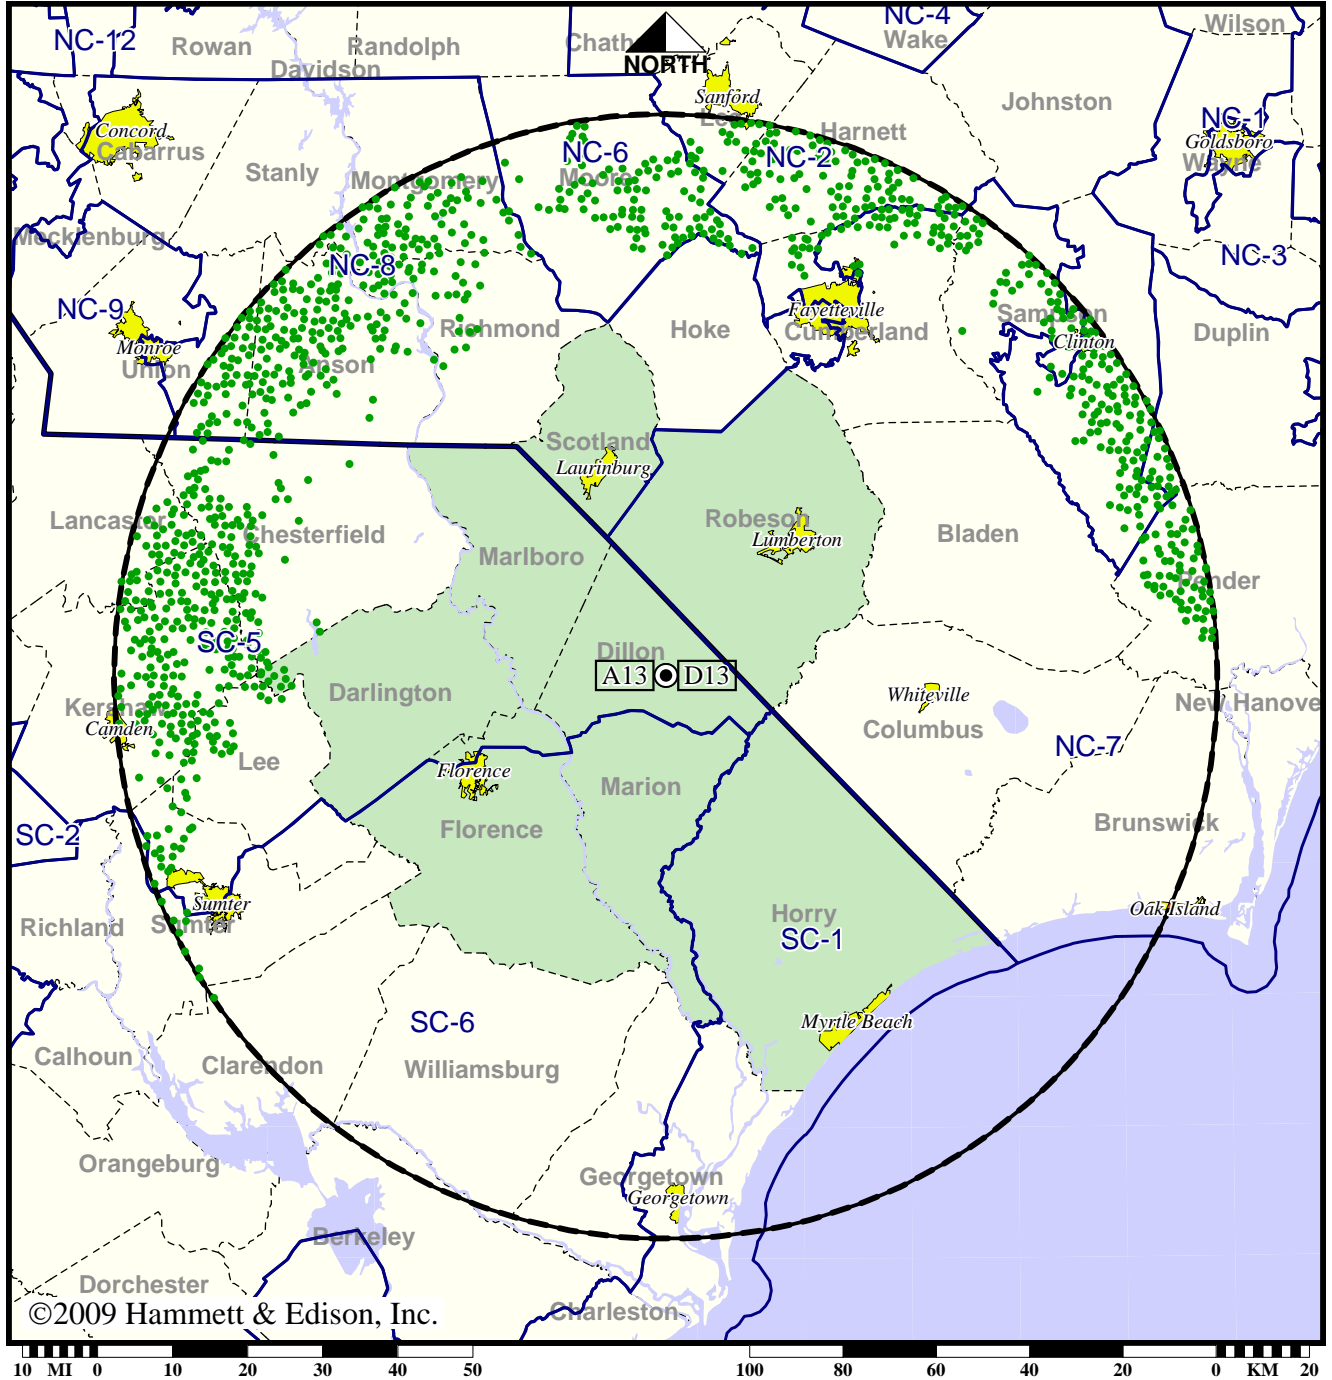 NC-4
NC-12
Rowan
Randolph
Chath
Wake
Wilson
Davidson
NORTH
Sanford
Johnston
NC-1
Concord
Cabarrus
Lee
Harnett
Goldsboro
Wayne
Stanly
Montgomery
NC-6
Moore
NC-2
Mecklenburg
NC-8
NC-3
NC-9
Monroe
Union
Anson
Richmond
Hoke
Fayetteville
Cumberland
Sampson
Clinton
Duplin
Scotland
Laurinburg
Lancaster
Chesterfield
Marlboro
Robeson
Lumberton
Bladen
Pender
SC-5
Dillon
A13
D13
Darlington
Whiteville
Columbus
New Hanove
Kershaw
Camden
Lee
Florence
Marion
NC-7
SC-2
Florence
Brunswick
Richland
Sumter
Sumter
Horry
SC-1
Oak Island
SC-6
Myrtle Beach
Calhoun
Clarendon
Williamsburg
Orangeburg
Georgetown
Georgetown
Berkeley
Dorchester
Charleston
©2009 Hammett & Edison, Inc.
10 MI 0 10 20 30 40 50 100 80 60 40 20 0 KM 20